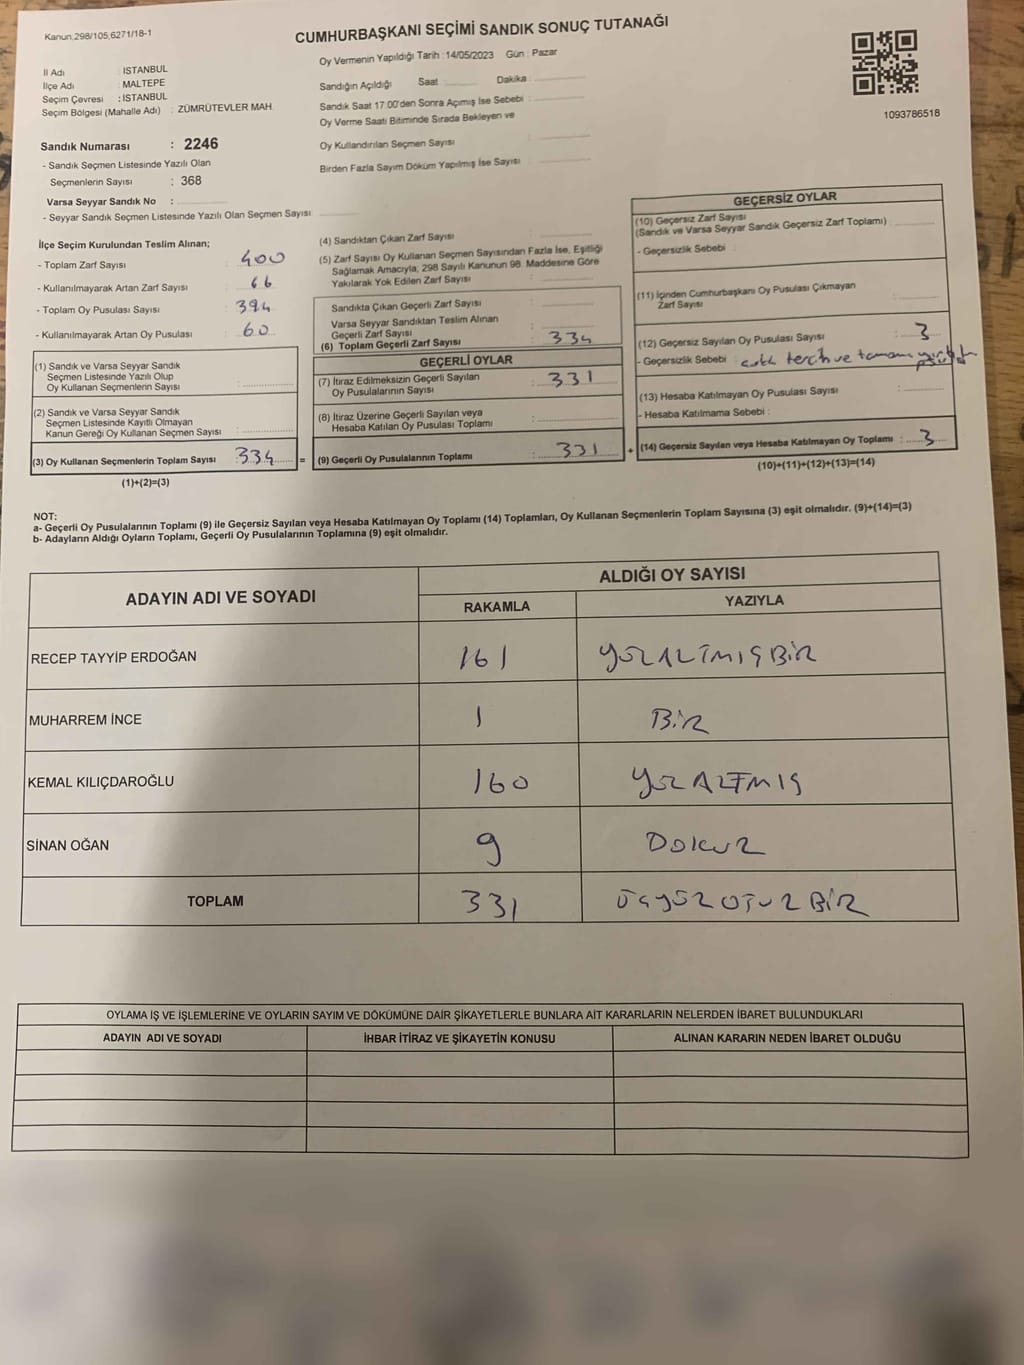 Kanun:298/105,6271/18-1
CUMHURBAŞKANI SEÇİMİ SANDIK SONUÇ TUTANAĞI
Oy Vermenin Yapıldığı Tarih :14/05/2023 Gün : Pazar
İl Adı : İSTANBUL
İlçe Adı : MALTEPE
Seçim Çevresi : İSTANBUL
Seçim Bölgesi (Mahalle Adı) : ZÜMRÜTEVLER MAH.
Sandık Numarası : 2246
- Sandık Seçmen Listesinde Yazılı Olan
Seçmenlerin Sayısı : 368
Varsa Seyyar Sandık No :
- Seyyar Sandık Seçmen Listesinde Yazılı Olan Seçmen Sayısı
Sandığın Açıldığı Saat Dakika :
Sandık Saat 17:00'den Sonra Açımış İse Sebebi :
Oy Verme Saati Bitiminde Sırada Bekleyen ve
Oy Kullandırılan Seçmen Sayısı :
Birden Fazla Sayım Döküm Yapılmış İse Sayısı :
1093786518
İlçe Seçim Kurulundan Teslim Alınan;
- Toplam Zarf Sayısı : 400
- Kullanılmayarak Artan Zarf Sayısı : 66
- Toplam Oy Pusulası Sayısı : 394
- Kullanılmayarak Artan Oy Pusulası : 60
(1) Sandık ve Varsa Seyyar Sandık
Seçmen Listesinde Yazılı Olup
Oy Kullanan Seçmenlerin Sayısı :
(2) Sandık ve Varsa Seyyar Sandık
Seçmen Listesinde Kayıtlı Olmayan
Kanun Gereği Oy Kullanan Seçmen Sayısı :
(3) Oy Kullanan Seçmenlerin Toplam Sayısı :334 =
(1)+(2)=(3)
(4) Sandıktan Çıkan Zarf Sayısı :
(5) Zarf Sayısı Oy Kullanan Seçmen Sayısından Fazla İse, Eşitliği
Sağlamak Amacıyla, 298 Sayılı Kanunun 98. Maddesine Göre
Yakılarak Yok Edilen Zarf Sayısı :
Sandıkta Çıkan Geçerli Zarf Sayısı :
Varsa Seyyar Sandıktan Teslim Alınan
Geçerli Zarf Sayısı :
(6) Toplam Geçerli Zarf Sayısı : 334
GEÇERLİ OYLAR
(7) İtiraz Edilmeksizin Geçerli Sayılan
Oy Pusulalarının Sayısı : 331
(8) İtiraz Üzerine Geçerli Sayılan veya
Hesaba Katılan Oy Pusulası Toplamı :
(9) Geçerli Oy Pusulalarının Toplamı : 331 +
GEÇERSİZ OYLAR
(10) Geçersiz Zarf Sayısı
(Sandık ve Varsa Seyyar Sandık Geçersiz Zarf Toplamı) :
- Geçersizlik Sebebi :
(11) İçinden Cumhurbaşkanı Oy Pusulası Çıkmayan
Zarf Sayısı :
(12) Geçersiz Sayılan Oy Pusulası Sayısı : 3
- Geçersizlik Sebebi : tercih ve tamamı yırtık
(13) Hesaba Katılmayan Oy Pusulası Sayısı :
- Hesaba Katılmama Sebebi :
(14) Geçersiz Sayılan veya Hesaba Katılmayan Oy Toplamı : 3
(10)+(11)+(12)+(13)=(14)
NOT:
a- Geçerli Oy Pusulalarının Toplamı (9) ile Geçersiz Sayılan veya Hesaba Katılmayan Oy Toplamı (14) Toplamları, Oy Kullanan Seçmenlerin Toplam Sayısına (3) eşit olmalıdır. (9)+(14)=(3)
b- Adayların Aldığı Oyların Toplamı, Geçerli Oy Pusulalarının Toplamına (9) eşit olmalıdır.
ADAYIN ADI VE SOYADI ALDIĞI OY SAYISI
RAKAMLA YAZIYLA
RECEP TAYYİP ERDOĞAN 161 YÜZALTMIŞBİR
MUHARREM İNCE 1 BİR
KEMAL KILIÇDAROĞLU 160 YÜZALTMIŞ
SİNAN OĞAN 9 DOKUZ
TOPLAM 331 ÜÇYÜZOTUZBİR
OYLAMA İŞ VE İŞLEMLERİNE VE OYLARIN SAYIM VE DÖKÜMÜNE DAİR ŞİKAYETLERLE BUNLARA AİT KARARLARIN NELERDEN İBARET BULUNDUKLARI
ADAYIN ADI VE SOYADI İHBAR İTİRAZ VE ŞİKAYETİN KONUSU ALINAN KARARIN NEDEN İBARET OLDUĞU